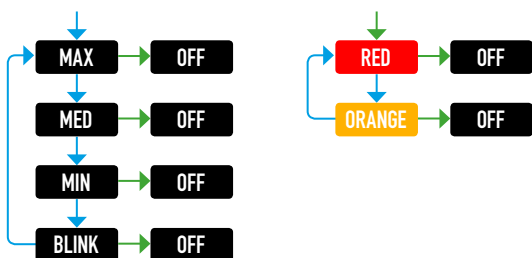 MAX OFF
MED OFF
MIN OFF
BLINK OFF
RED OFF
ORANGE OFF